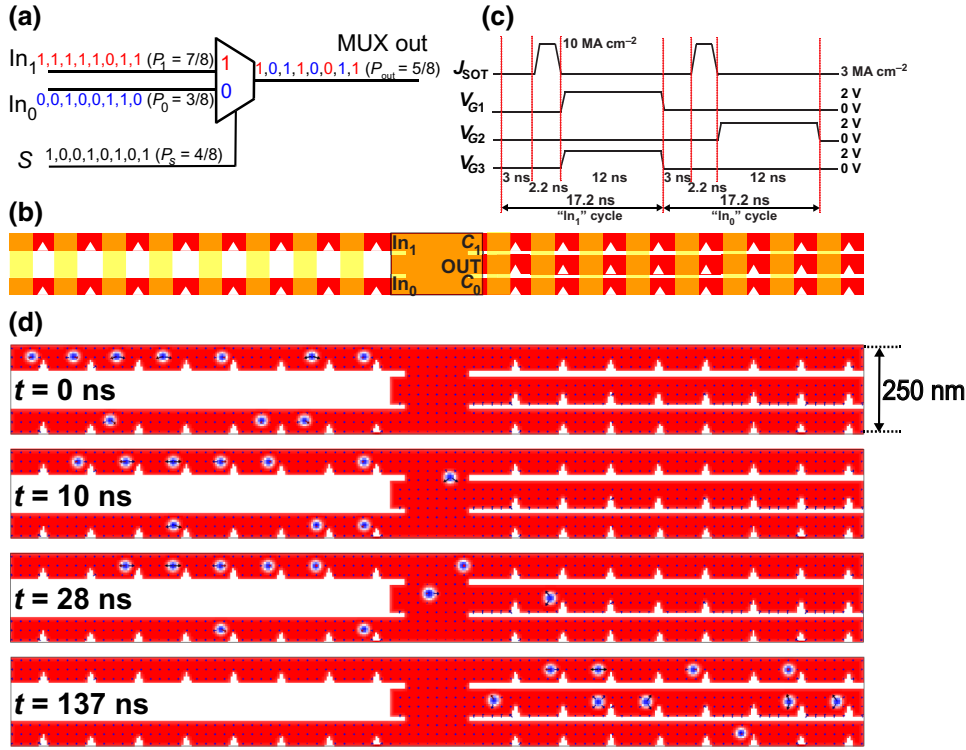 (a)
MUX out
In1 1,1,1,1,1,0,1,1 (P1 = 7/8) 1 1,0,1,1,0,0,1,1 (Pout = 5/8)
In0 0,0,1,0,0,1,1,0 (P0 = 3/8) 0
S 1,0,0,1,0,1,0,1 (Ps = 4/8)
(c)
10 MA cm−2
JSOT 3 MA cm−2
VG1 2 V
0 V
VG2 2 V
0 V
VG3 2 V
0 V
3 ns 2.2 ns 12 ns 3 ns 2.2 ns 12 ns
17.2 ns 17.2 ns
“In1” cycle “In0” cycle
(b)
In1 C1
OUT
In0 C0
(d)
t = 0 ns
250 nm
t = 10 ns
t = 28 ns
t = 137 ns